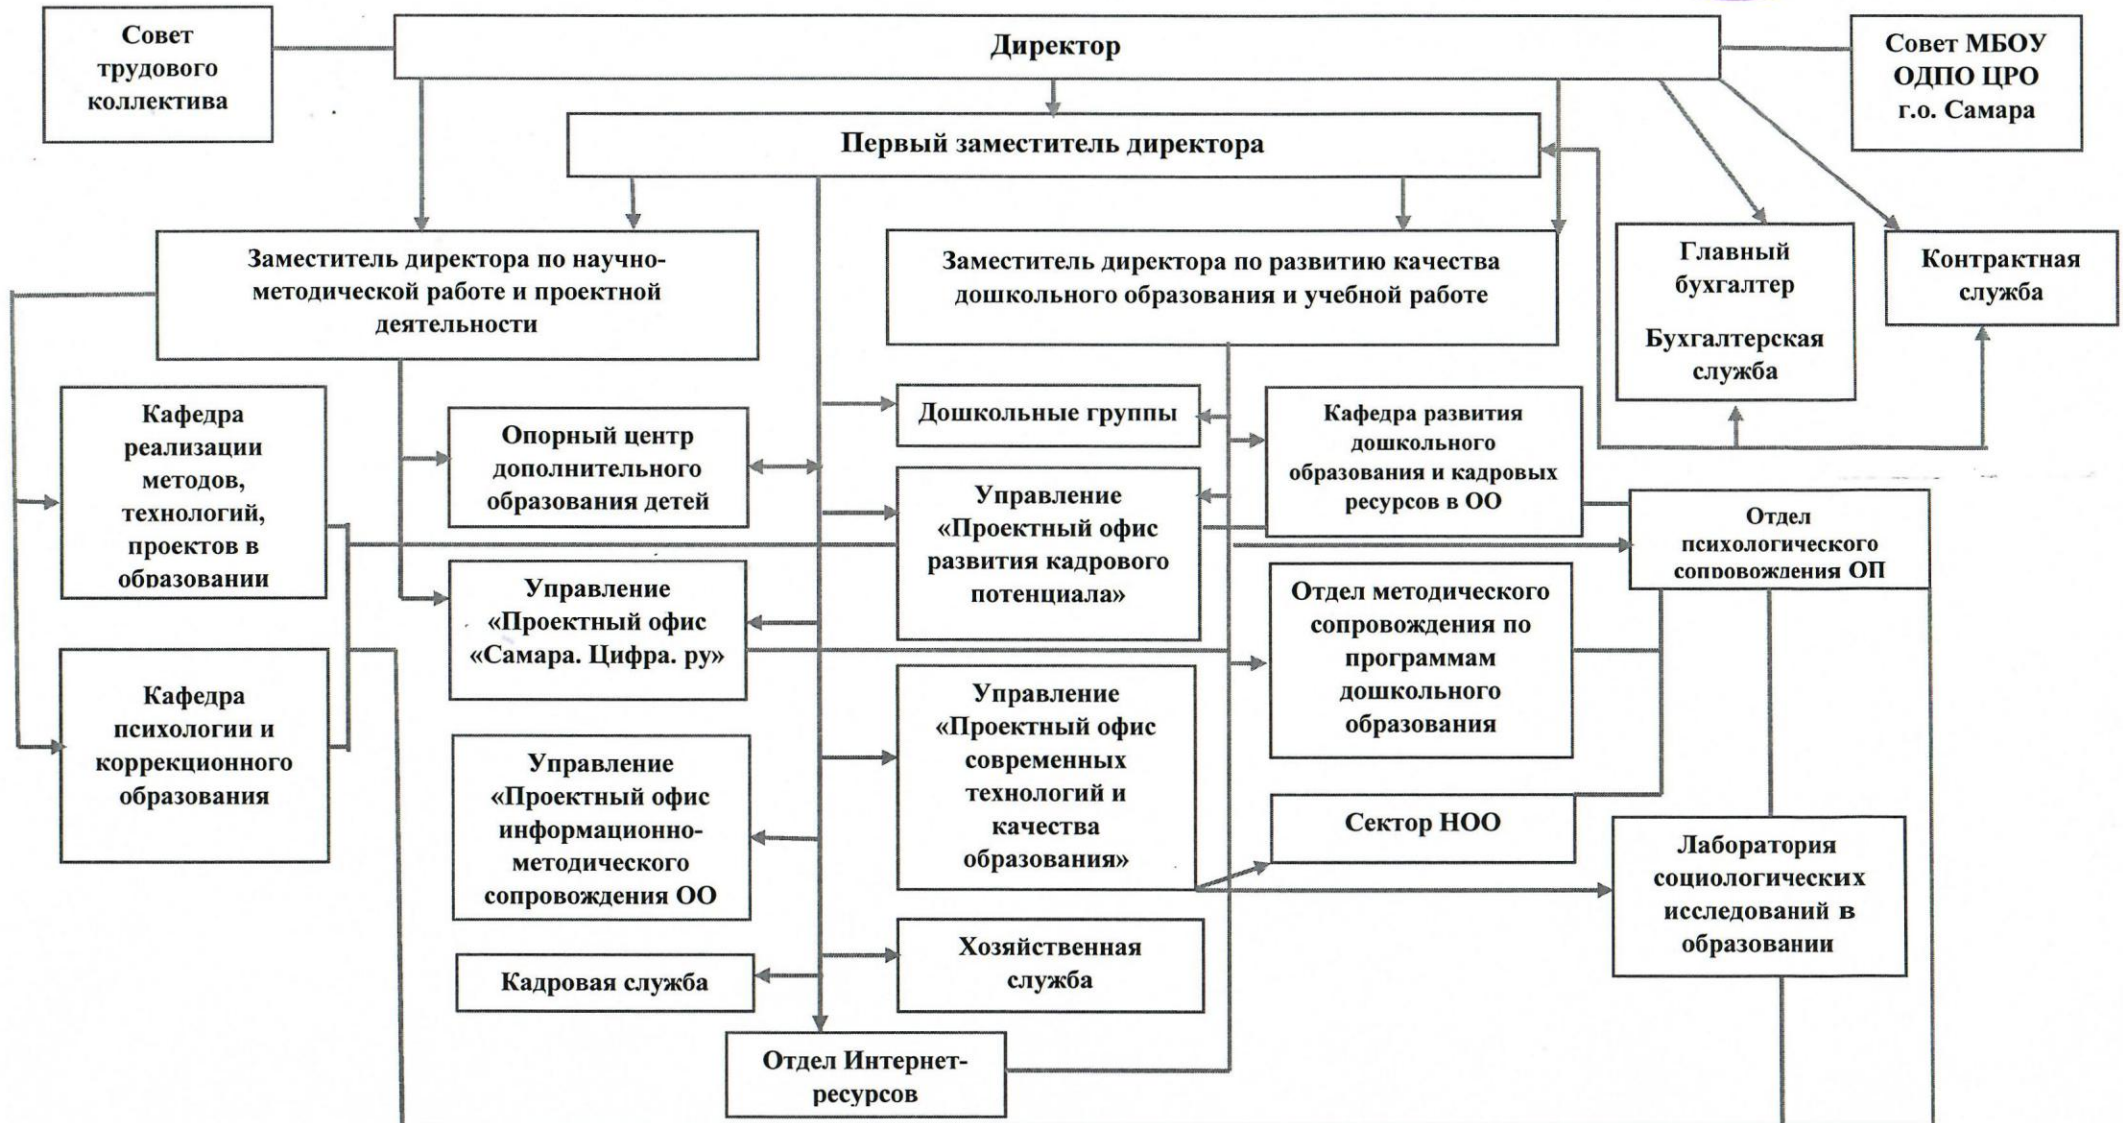 Совет
трудового
коллектива
Директор
Совет МБОУ
ОДПО ЦРО
г.о. Самара
Первый заместитель директора
Заместитель директора по научно-
методической работе и проектной
деятельности
Заместитель директора по развитию качества
дошкольного образования и учебной работе
Главный
бухгалтер
Бухгалтерская
служба
Контрактная
служба
Кафедра
реализации
методов,
технологий,
проектов в
образовании
Опорный центр
дополнительного
образования детей
Дошкольные группы
Кафедра развития
дошкольного
образования и кадровых
ресурсов в ОО
Управление
«Проектный офис
развития кадрового
потенциала»
Отдел
психологического
сопровождения ОП
Управление
«Проектный офис
«Самара. Цифра. ру»
Отдел методического
сопровождения по
программам
дошкольного
образования
Кафедра
психологии и
коррекционного
образования
Управление
«Проектный офис
современных
технологий и
качества
образования»
Управление
«Проектный офис
информационно-
методического
сопровождения ОО
Сектор НОО
Лаборатория
социологических
исследований в
образовании
Хозяйственная
служба
Кадровая служба
Отдел Интернет-
ресурсов